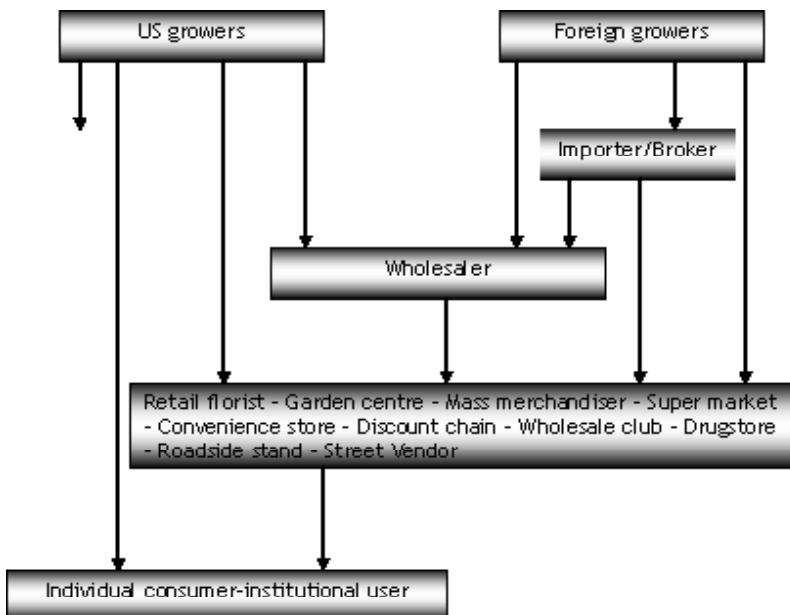 US growers
Foreign growers
Importer/Broker
Wholesaler
Retail florist - Garden centre - Mass merchandiser - Super market
- Convenience store - Discount chain - Wholesale club - Drugstore
- Roadside stand - Street Vendor
Individual consumer-institutional user